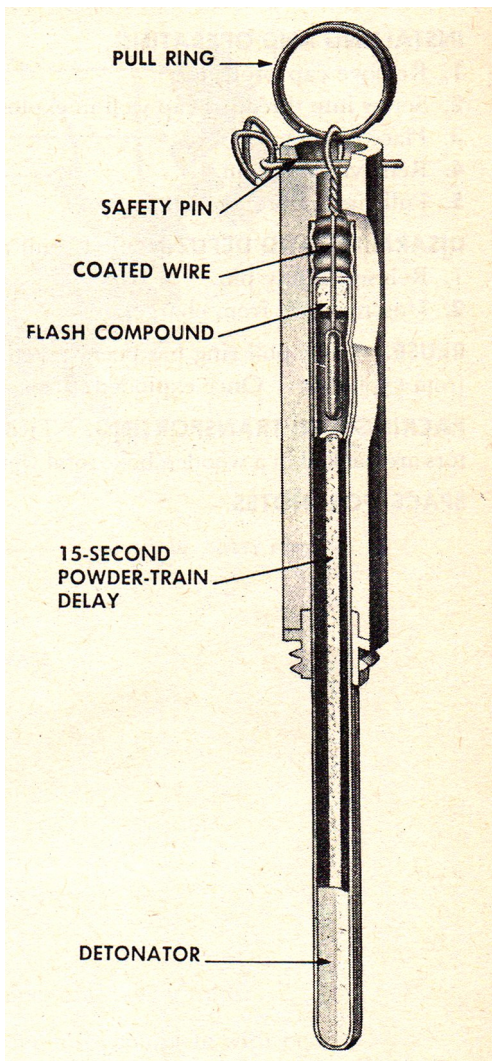 PULL RING
SAFETY PIN
COATED WIRE
FLASH COMPOUND
15-SECOND
POWDER-TRAIN
DELAY
DETONATOR